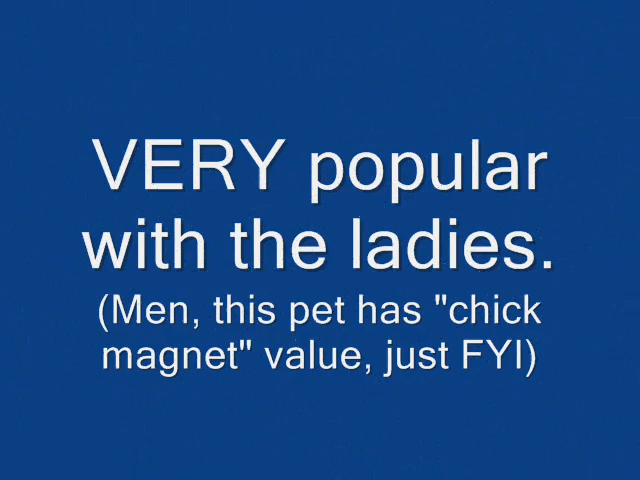 VERY popular
with the ladies.
(Men, this pet has "chick
magnet" value, just FYI)